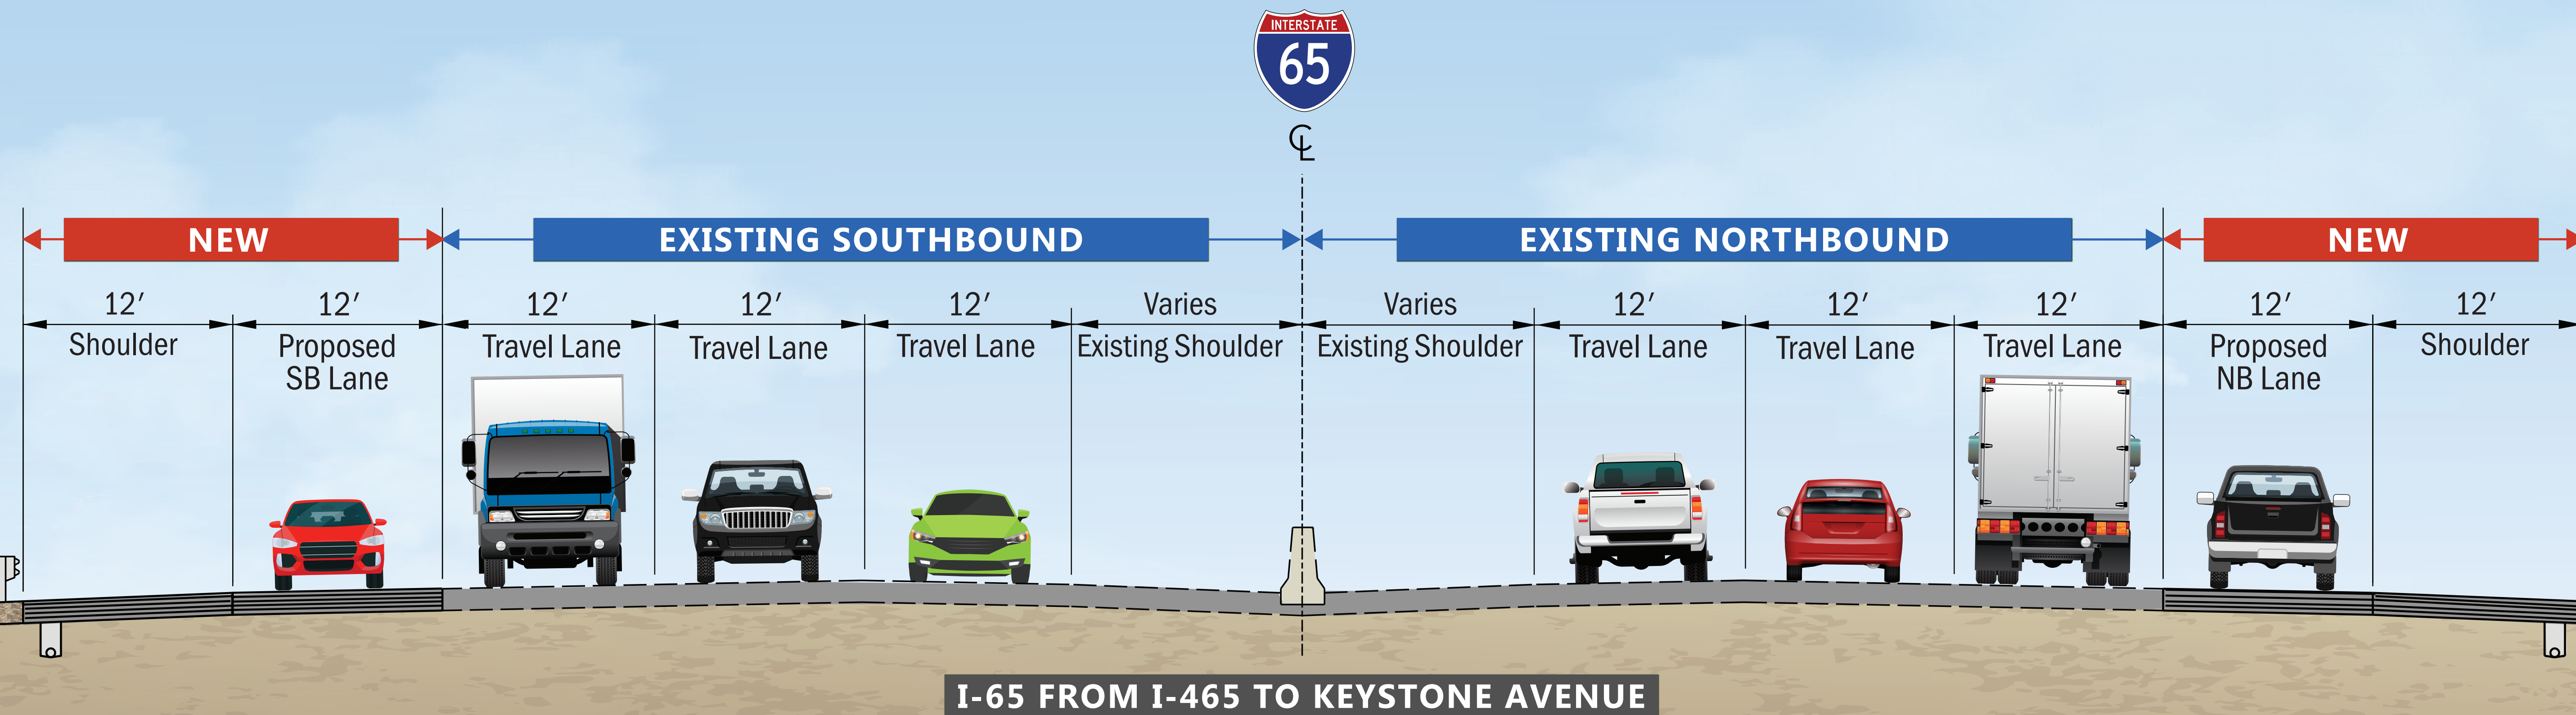 INTERSTATE
65
℄
NEW
EXISTING SOUTHBOUND
EXISTING NORTHBOUND
NEW
12′
12′
12′
12′
12′
Varies
Varies
12′
12′
12′
12′
12′
Shoulder
Proposed
SB Lane
Travel Lane
Travel Lane
Travel Lane
Existing Shoulder
Existing Shoulder
Travel Lane
Travel Lane
Travel Lane
Proposed
NB Lane
Shoulder
I-65 FROM I-465 TO KEYSTONE AVENUE